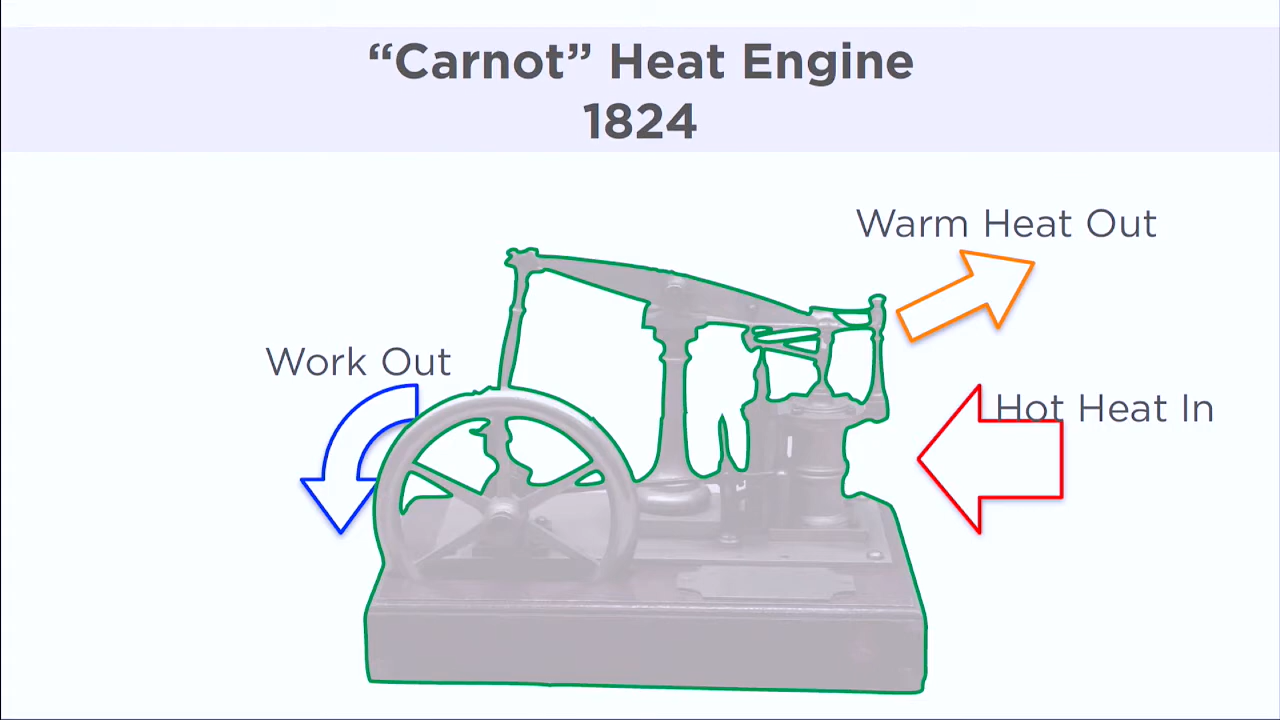 “Carnot” Heat Engine
1824
Warm Heat Out
Work Out
Hot Heat In